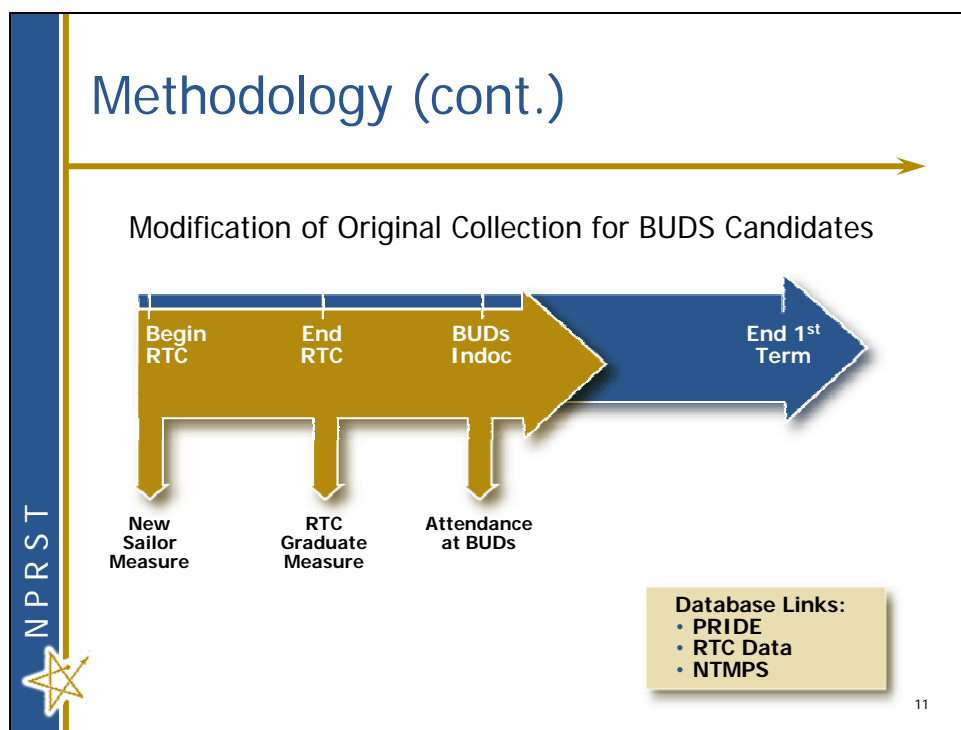 Methodology (cont.)
Modification of Original Collection for BUDS Candidates
Begin
RTC
End
RTC
BUDs
Indoc
End 1st
Term
New
Sailor
Measure
RTC
Graduate
Measure
Attendance
at BUDs
Database Links:
• PRIDE
• RTC Data
• NTMPS
NPRST
11